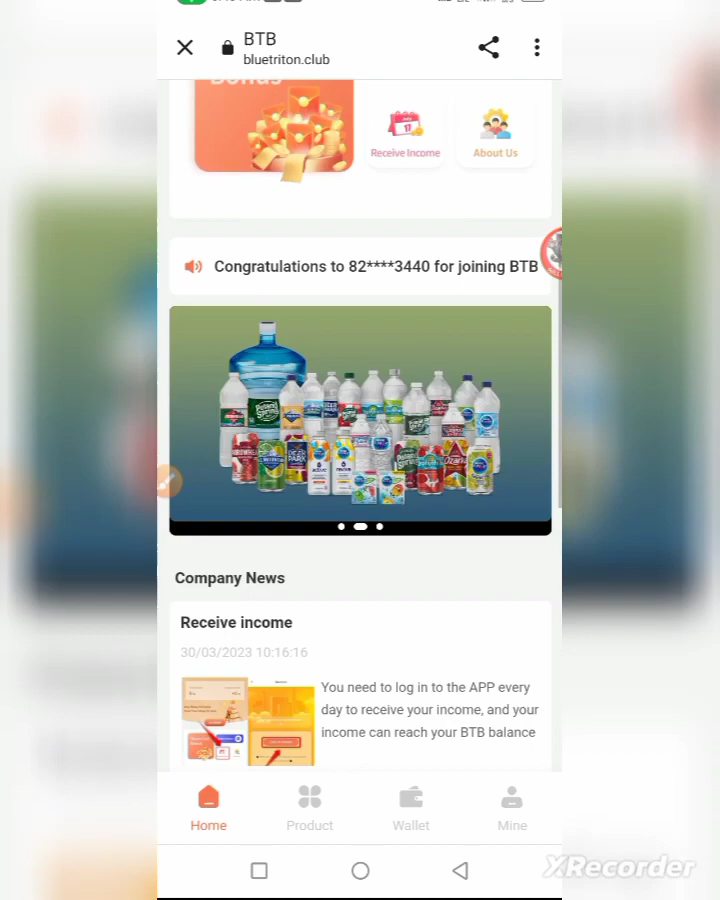 BTB
bluetriton.club
Bonus
Receive Income
About Us
Congratulations to 82****3440 for joining BTB
Company News
Receive income
30/03/2023 10:16:16
You need to log in to the APP every
day to receive your income, and your
income can reach your BTB balance
Home
Product
Wallet
Mine
XRecorder